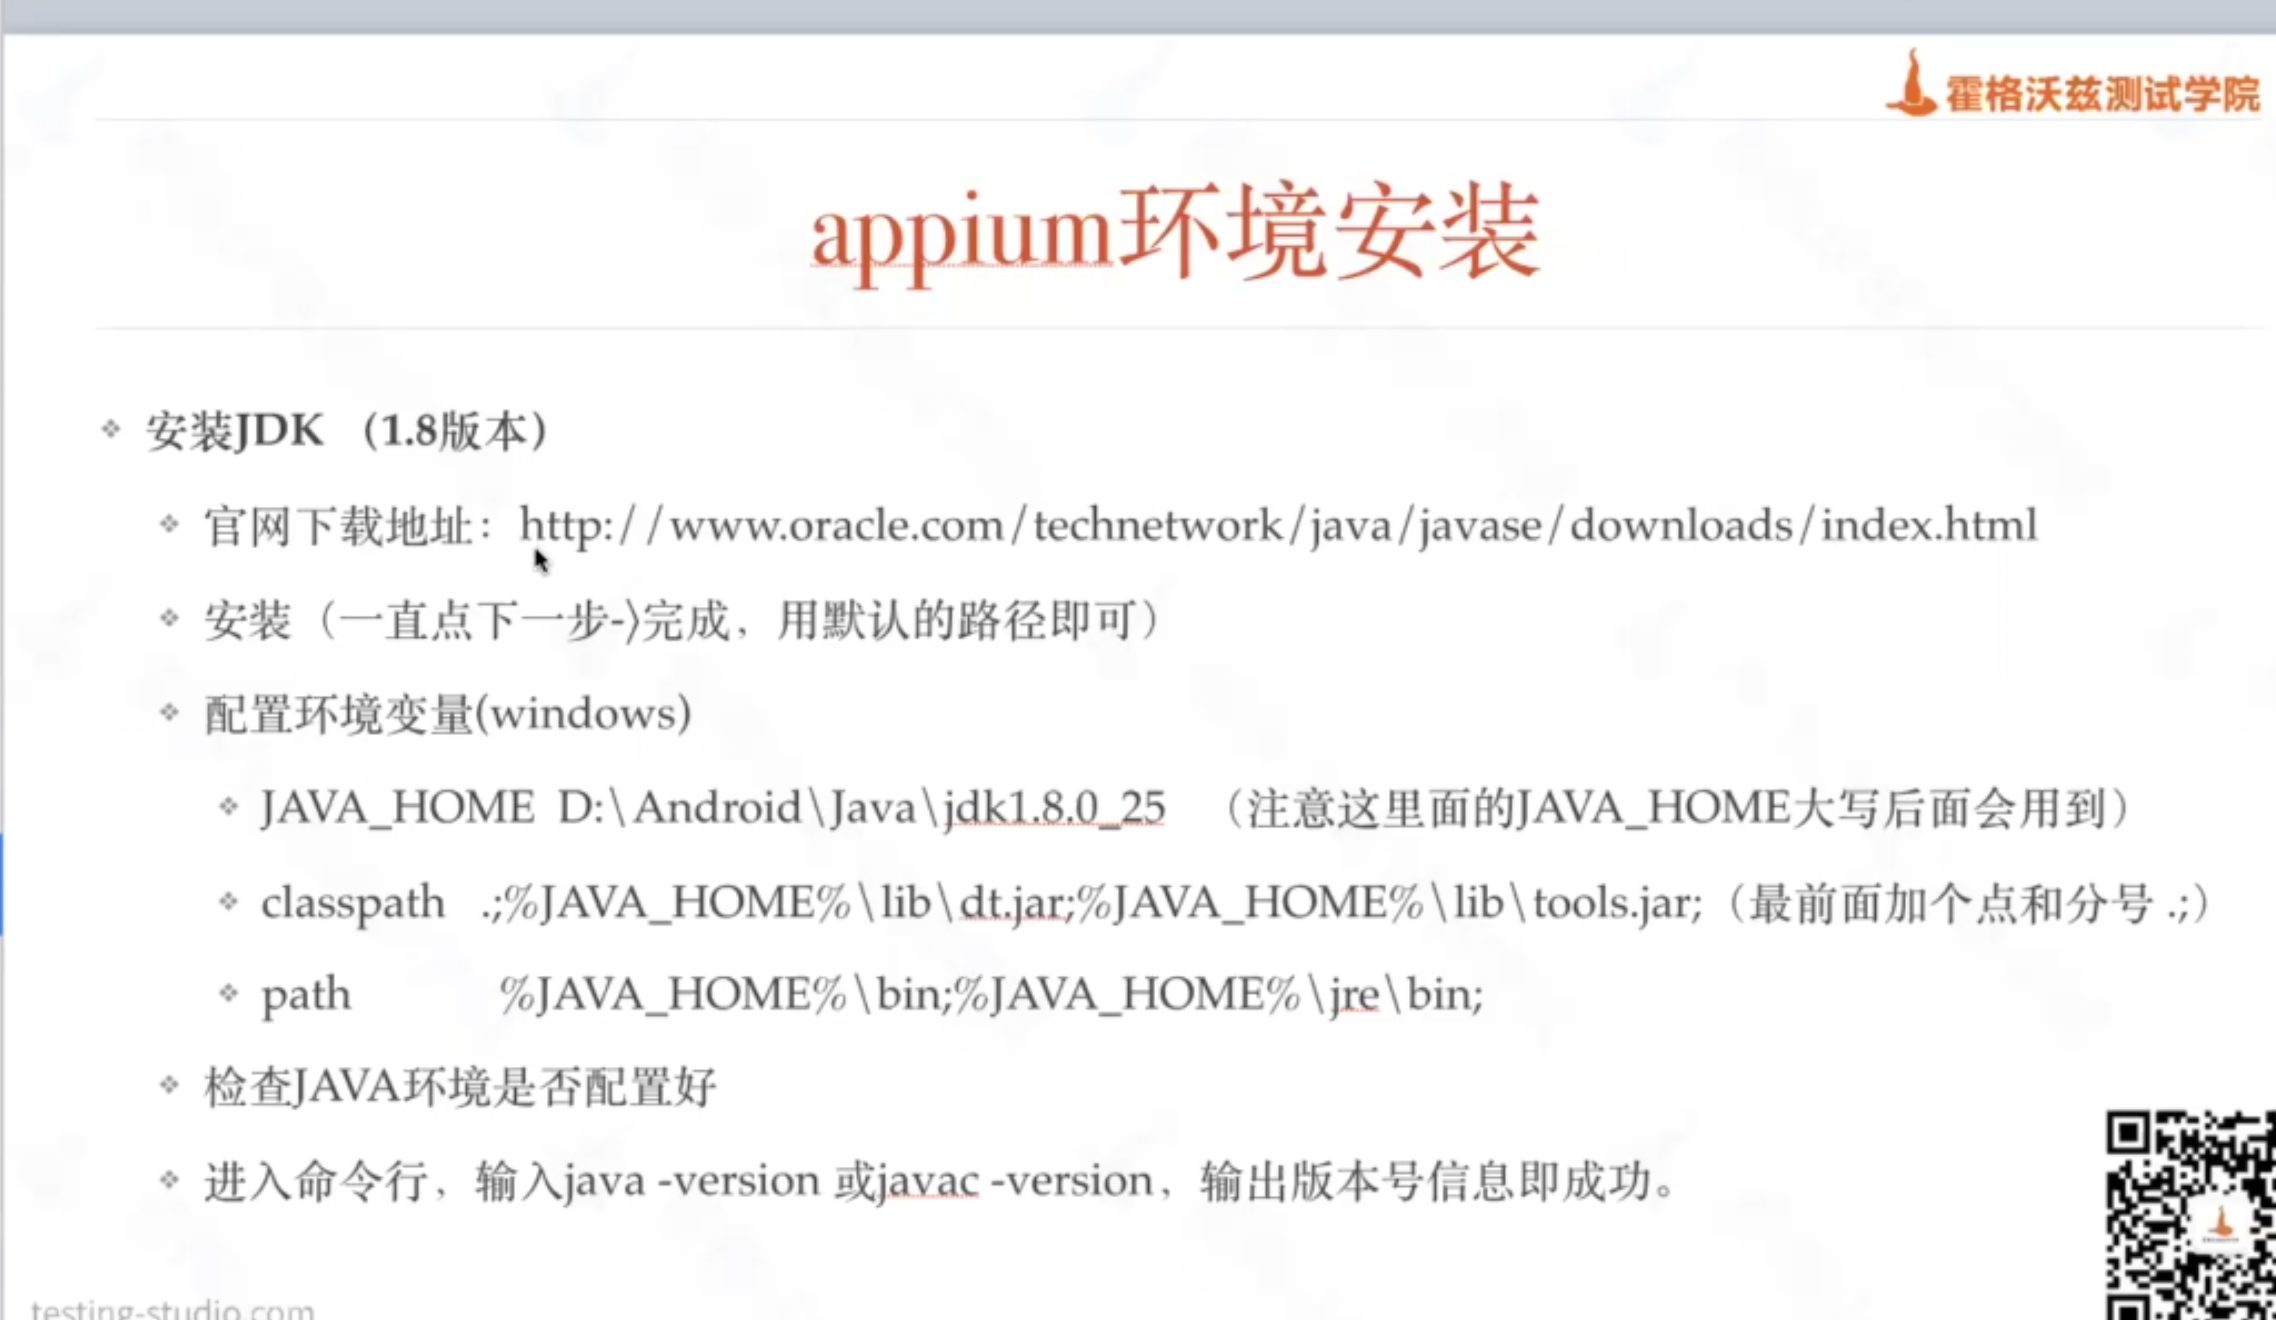 霍格沃兹测试学院
appium环境安装
安装JDK （1.8版本）
官网下载地址：http://www.oracle.com/technetwork/java/javase/downloads/index.html
安装（一直点下一步-〉完成，用默认的路径即可）
配置环境变量(windows)
JAVA_HOME D:\Android\Java\jdk1.8.0_25 （注意这里面的JAVA_HOME大写后面会用到）
classpath .;%JAVA_HOME%\lib\dt.jar;%JAVA_HOME%\lib\tools.jar;（最前面加个点和分号 .;）
path %JAVA_HOME%\bin;%JAVA_HOME%\jre\bin;
检查JAVA环境是否配置好
进入命令行，输入java -version 或javac -version，输出版本号信息即成功。
testing-studio.com